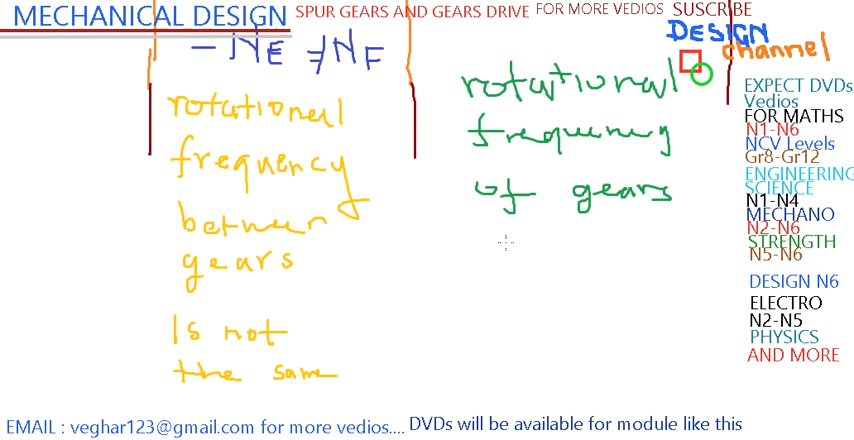 MECHANICAL DESIGN SPUR GEARS AND GEARS DRIVE FOR MORE VEDIOS SUSCRIBE
DESIGN
channel
– NE ≠ NF
rotational
frequency
between
gears
Is not
the same
rotational
frequency
of gears
EXPECT DVDs
Vedios
FOR MATHS
N1-N6
NCV Levels
Gr8-Gr12
ENGINEERING
SCIENCE
N1-N4
MECHANO
N2-N6
STRENGTH
N5-N6
DESIGN N6
ELECTRO
N2-N5
PHYSICS
AND MORE
EMAIL : veghar123@gmail.com for more vedios.... DVDs will be available for module like this